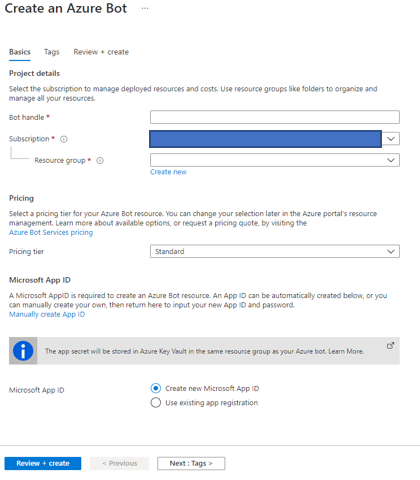 Create an Azure Bot ...
Basics Tags Review + create
Project details
Select the subscription to manage deployed resources and costs. Use resource groups like folders to organize and
manage all your resources.
Bot handle *
Subscription *
Resource group *
Create new
Pricing
Select a pricing tier for your Azure Bot resource. You can change your selection later in the Azure portal's resource
management. Learn more about available options, or request a pricing quote, by visiting the
Azure Bot Services pricing
Pricing tier Standard
Microsoft App ID
A Microsoft AppID is required to create an Azure Bot resource. An App ID can be automatically created below, or you
can manually create your own, then return here to input your new App ID and password.
Manually create App ID
The app secret will be stored in Azure Key Vault in the same resource group as your Azure bot. Learn More.
Microsoft App ID Create new Microsoft App ID
Use existing app registration
Review + create < Previous Next : Tags >